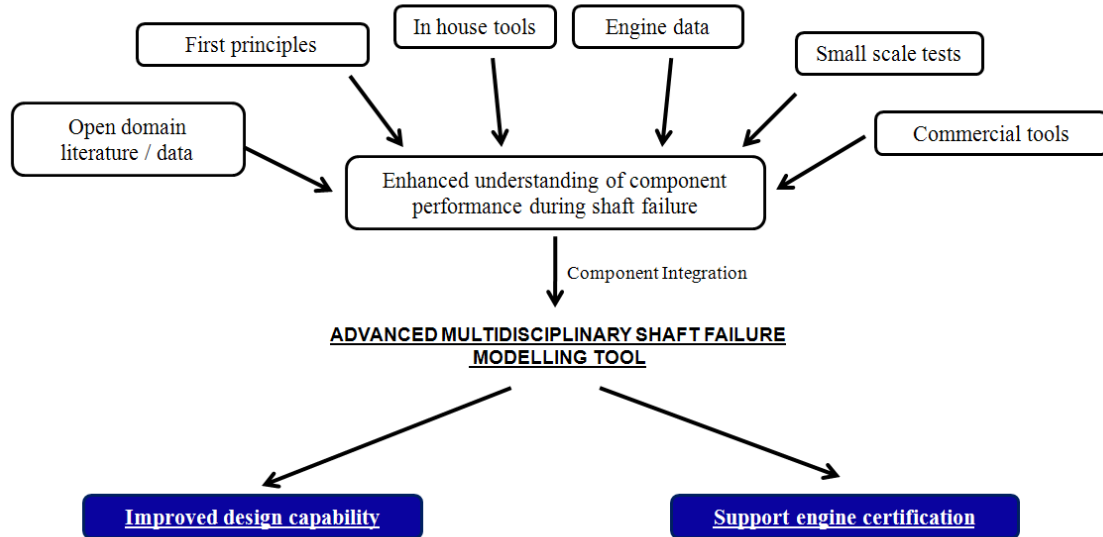 In house tools
Engine data
First principles
Small scale tests
Open domain
literature / data
Commercial tools
Enhanced understanding of component
performance during shaft failure
Component Integration
ADVANCED MULTIDISCIPLINARY SHAFT FAILURE
MODELLING TOOL
Improved design capability
Support engine certification